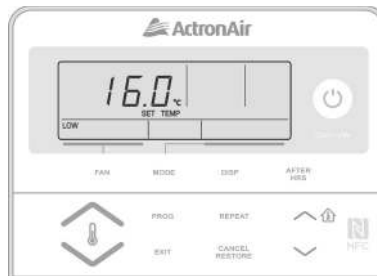 ActronAir
16.0 °C
SET TEMP
LOW
FAN MODE DISP AFTER HRS
PROG REPEAT
EXIT CANCEL RESTORE
NFC